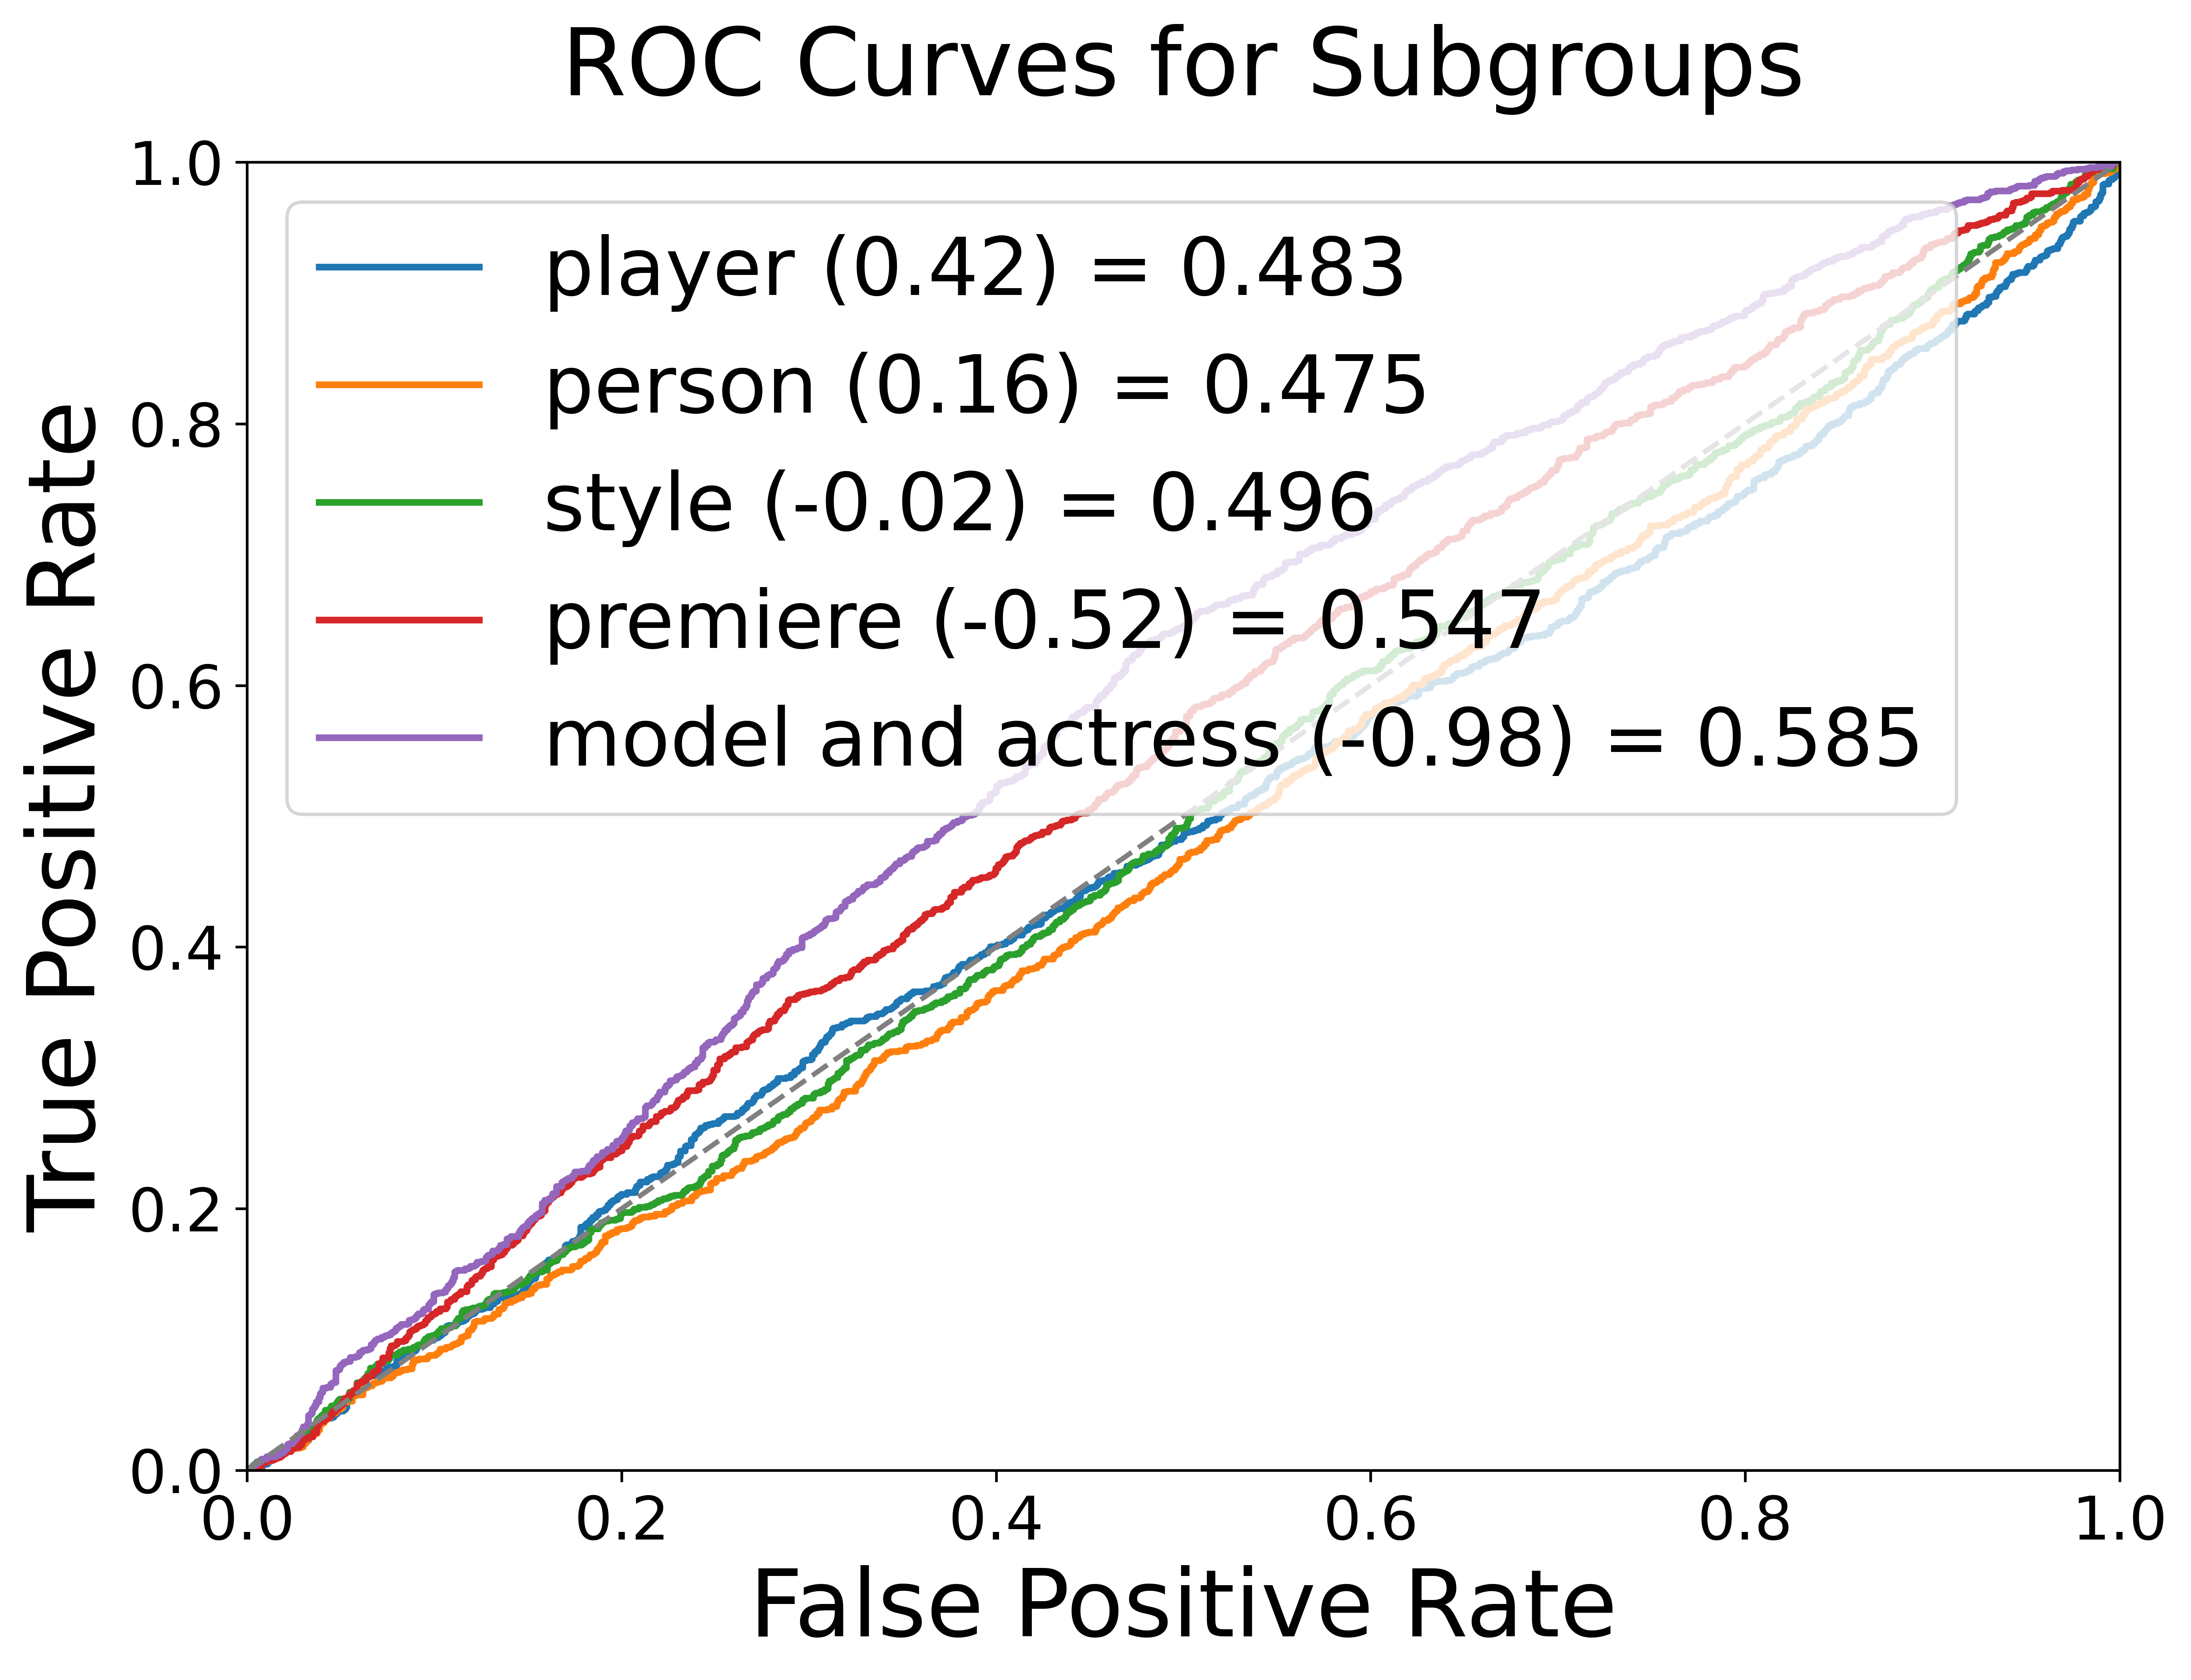 ROC Curves for Subgroups
True Positive Rate
1.0
0.8
0.6
0.4
0.2
0.0
player (0.42) = 0.483
person (0.16) = 0.475
style (-0.02) = 0.496
premiere (-0.52) = 0.547
model and actress (-0.98) = 0.585
0.0 0.2 0.4 0.6 0.8 1.0
False Positive Rate